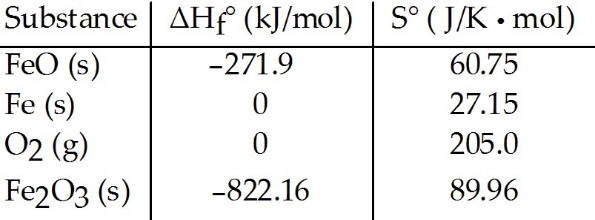 Substance ΔHf° (kJ/mol) S° ( J/K • mol)
FeO (s) -271.9 60.75
Fe (s) 0 27.15
O2 (g) 0 205.0
Fe2O3 (s) -822.16 89.96